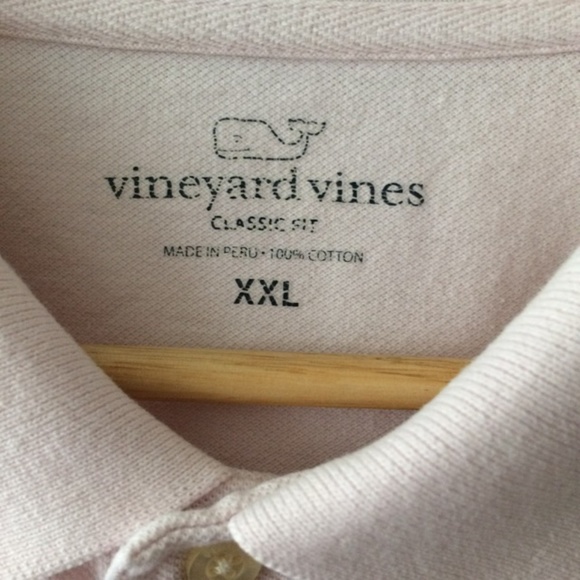 vineyard vines
CLASSIC FIT
MADE IN PERU • 100% COTTON
XXL